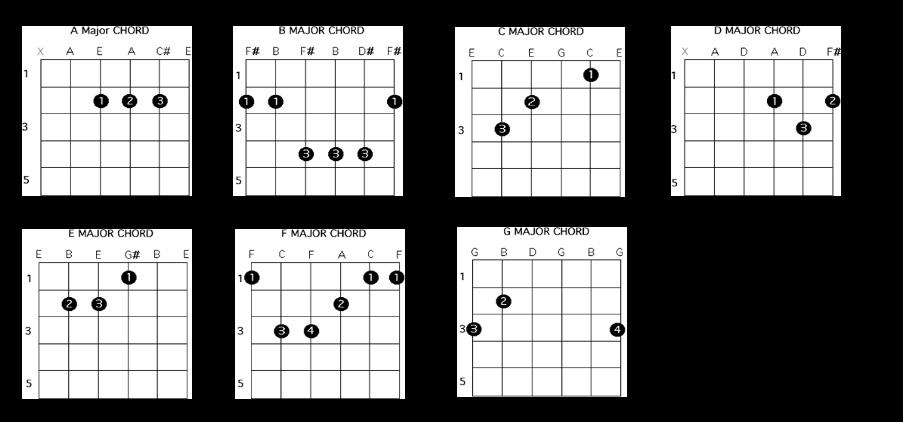 A Major CHORD
X A E A C# E
1
1 2 3
3
5
B MAJOR CHORD
F# B F# B D# F#
1
1 1 1
3
3 3 3
5
C MAJOR CHORD
E C E G C E
1 1
2
3 3
D MAJOR CHORD
X A D A D F#
1
1 2
3 3
5
E MAJOR CHORD
E B E G# B E
1 1
2 3
3
5
F MAJOR CHORD
F C F A C F
1 1 1 1
2
3 3 4
5
G MAJOR CHORD
G B D G B G
1
2
3 3 4
5